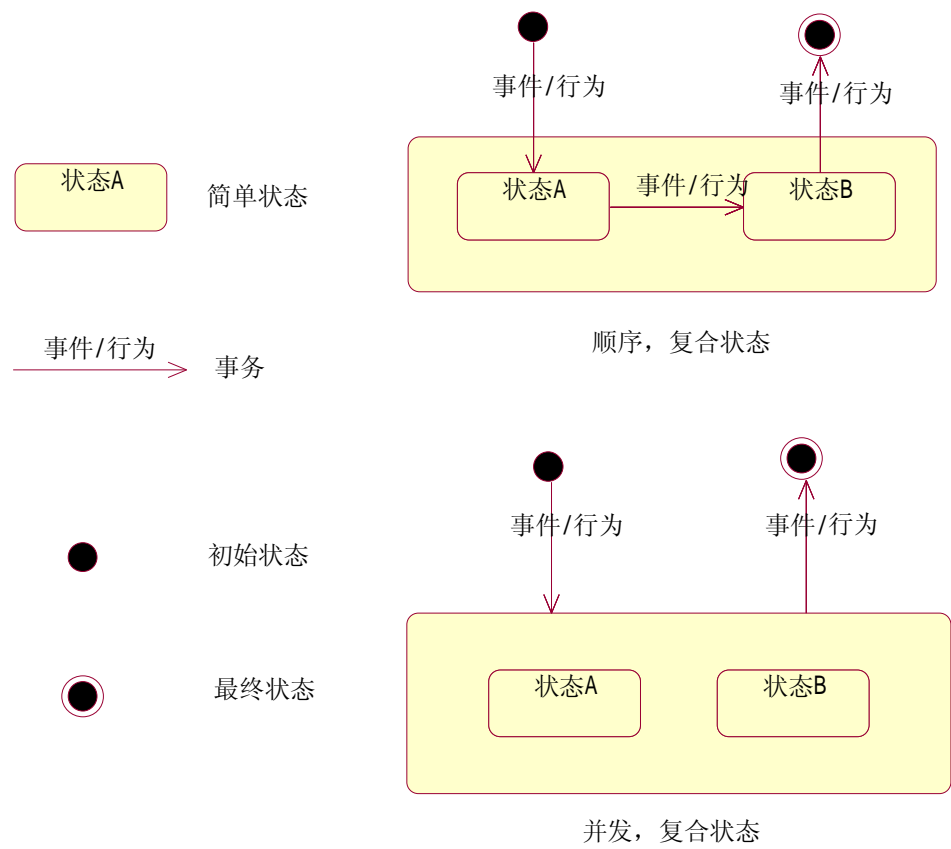 状态A
简单状态
事件/行为
事务
初始状态
最终状态
事件/行为
事件/行为
状态A
事件/行为
状态B
顺序，复合状态
事件/行为
事件/行为
状态A
状态B
并发，复合状态